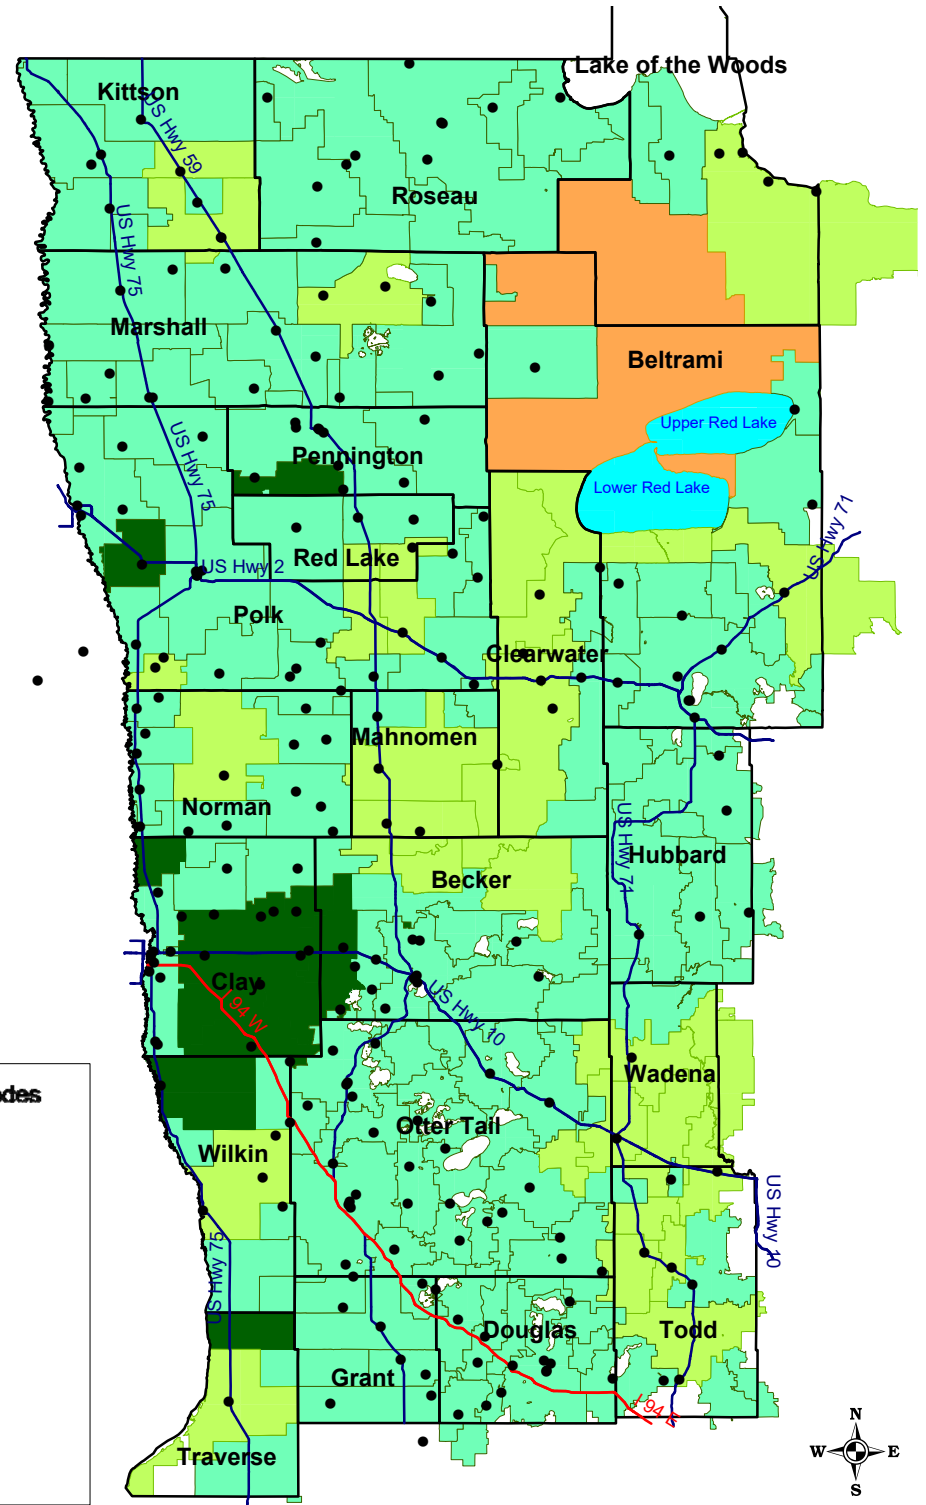 Lake of the Woods
Kittson
US Hwy 59
Roseau
US Hwy 75
Marshall
Beltrami
Upper Red Lake
US Hwy 75
Pennington
Lower Red Lake
US Hwy 71
Red Lake
US Hwy 2
Polk
Clearwater
Mahnomen
Norman
US Hwy 71
Hubbard
Becker
Clay
I-94 W
US Hwy 10
Wadena
Otter Tail
Wilkin
US Hwy 10
US Hwy 75
Douglas
Todd
Grant
I-94 E
Traverse
N
W E
S